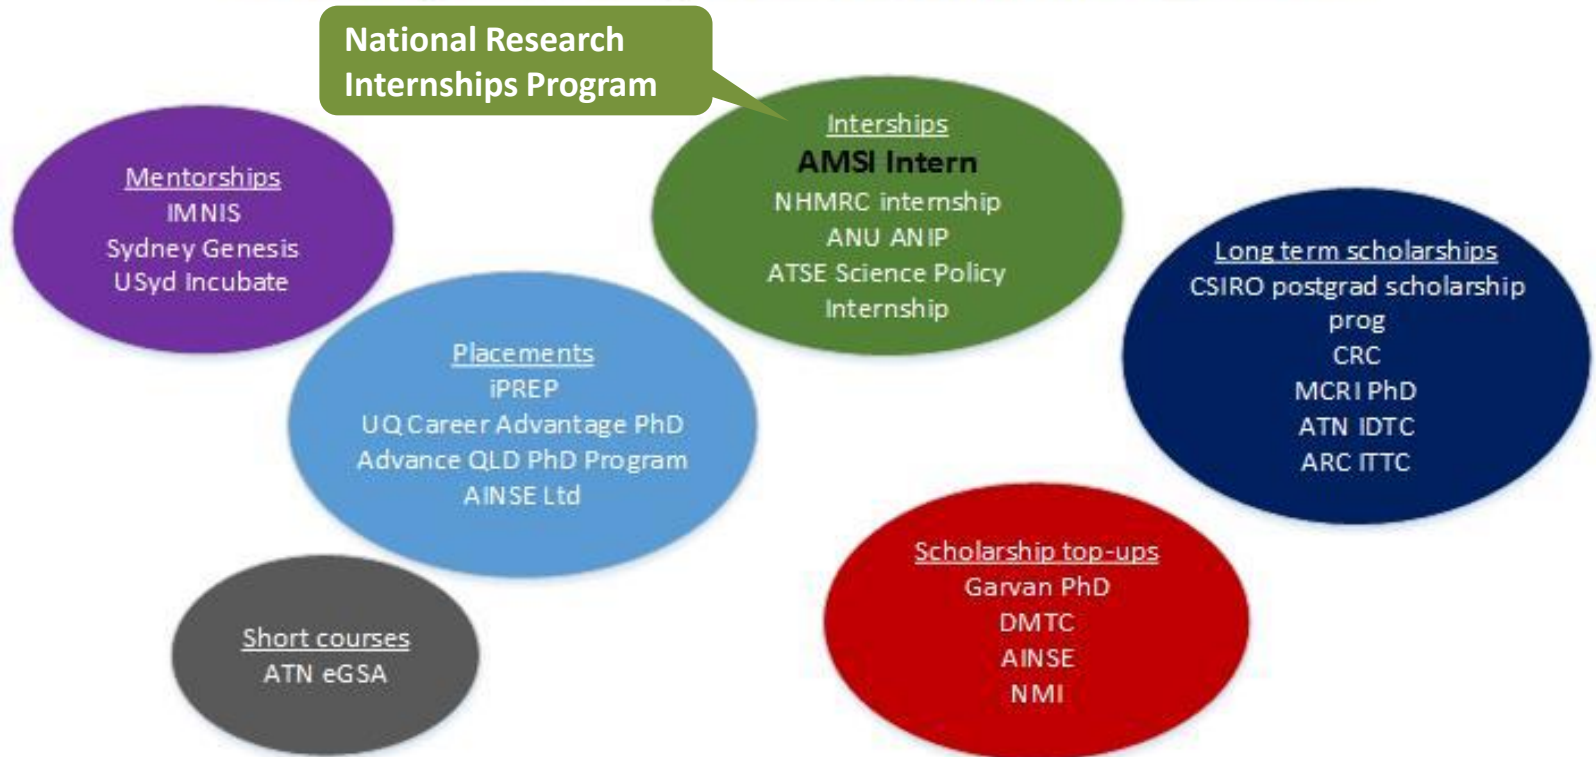 National Research
Internships Program
Interships
AMSI Intern
NHMRC internship
ANU ANIP
ATSE Science Policy
Internship
Mentorships
IMNIS
Sydney Genesis
USyd Incubate
Long term scholarships
CSIRO postgrad scholarship
prog
CRC
MCRI PhD
ATN IDTC
ARC ITTC
Placements
iPREP
UQ Career Advantage PhD
Advance QLD PhD Program
AINSE Ltd
Scholarship top-ups
Garvan PhD
DMTC
AINSE
NMI
Short courses
ATN eGSA